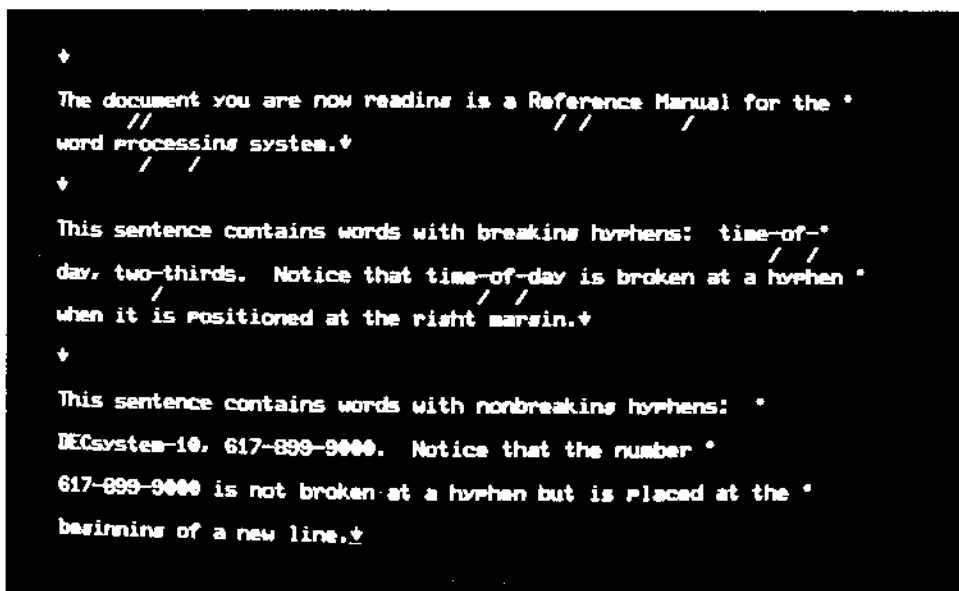 ↓
The document you are now reading is a Reference Manual for the *
// / / /
word processing system.↓
/ /
↓
This sentence contains words with breaking hyphens: time-of-*
/ /
day, two-thirds. Notice that time-of-day is broken at a hyphen *
/ / /
when it is positioned at the right margin.↓
↓
This sentence contains words with nonbreaking hyphens: *
DECsystem-10, 617-899-9000. Notice that the number *
617-899-9000 is not broken at a hyphen but is placed at the *
beginning of a new line.↓